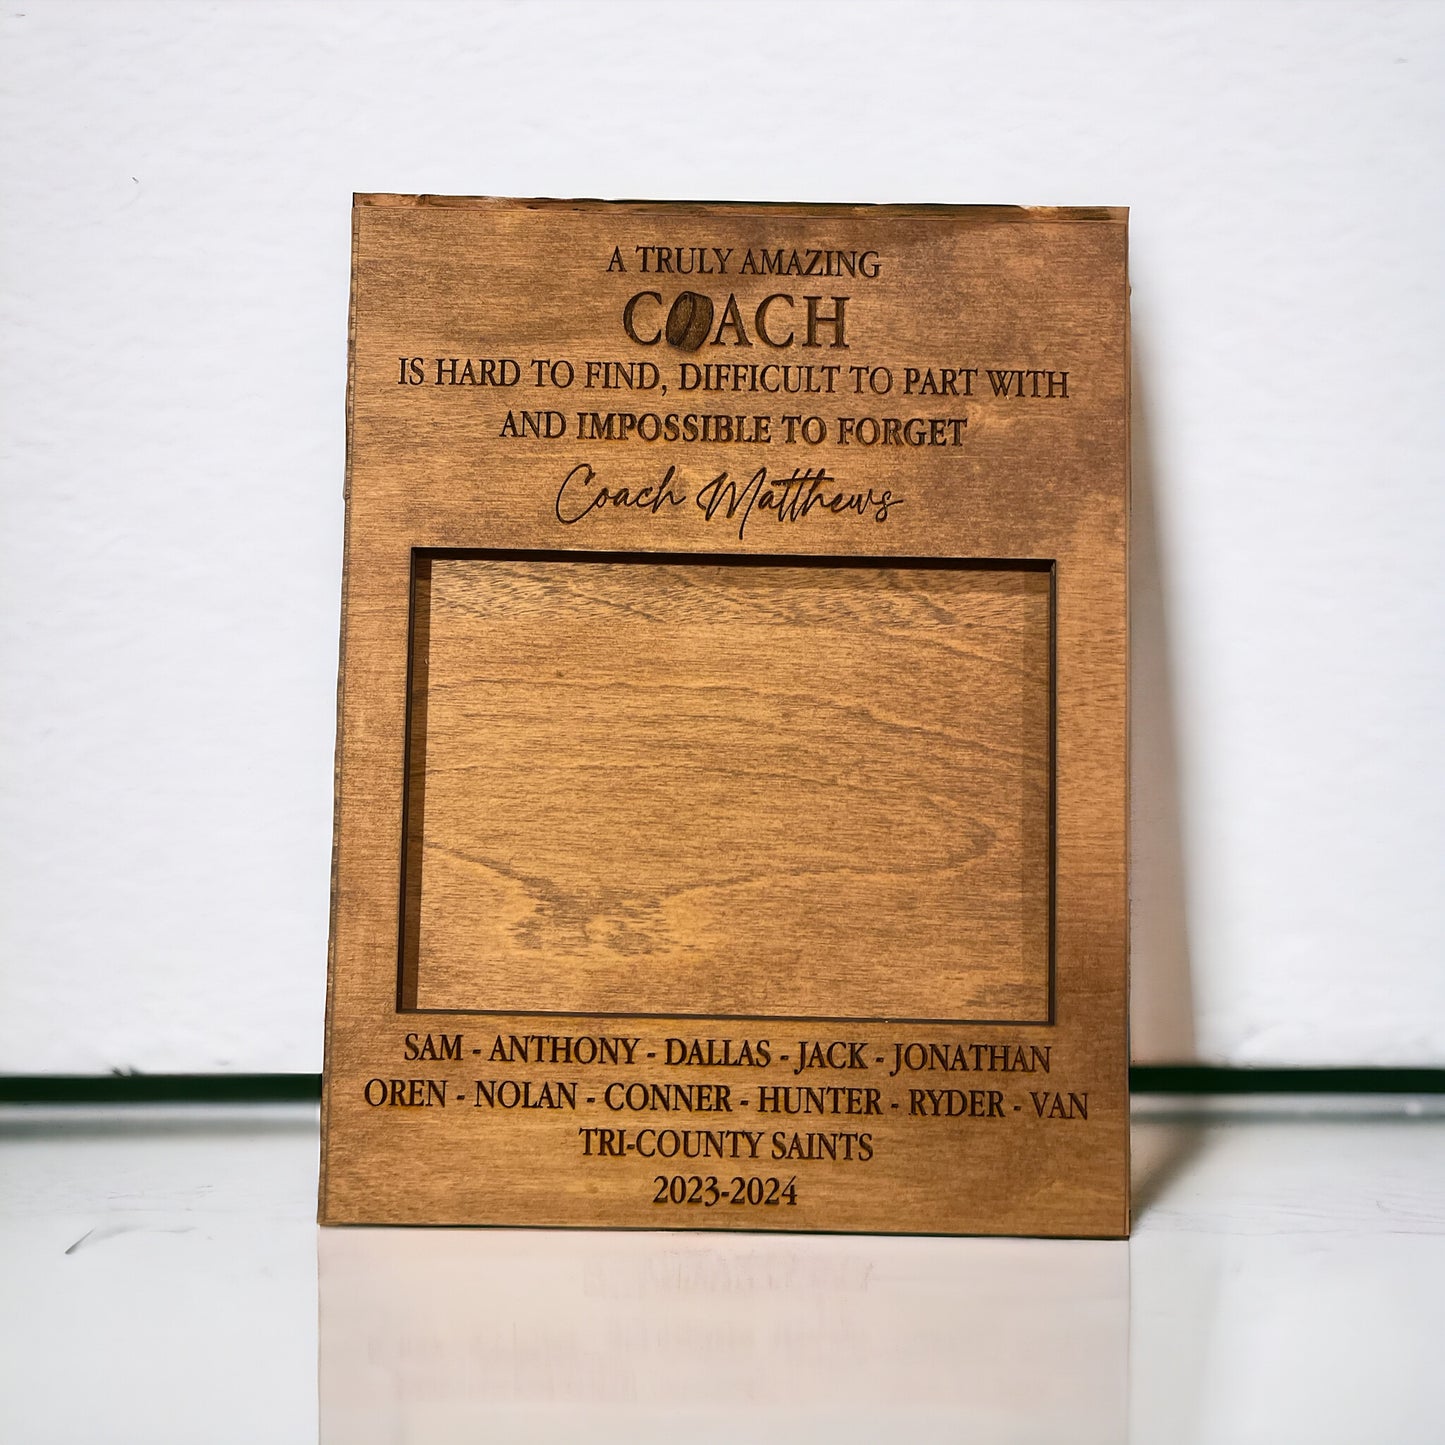 A TRULY AMAZING
COACH
IS HARD TO FIND, DIFFICULT TO PART WITH
AND IMPOSSIBLE TO FORGET
Coach Matthews
SAM - ANTHONY - DALLAS - JACK - JONATHAN
OREN - NOLAN - CONNER - HUNTER - RYDER - VAN
TRI-COUNTY SAINTS
2023-2024